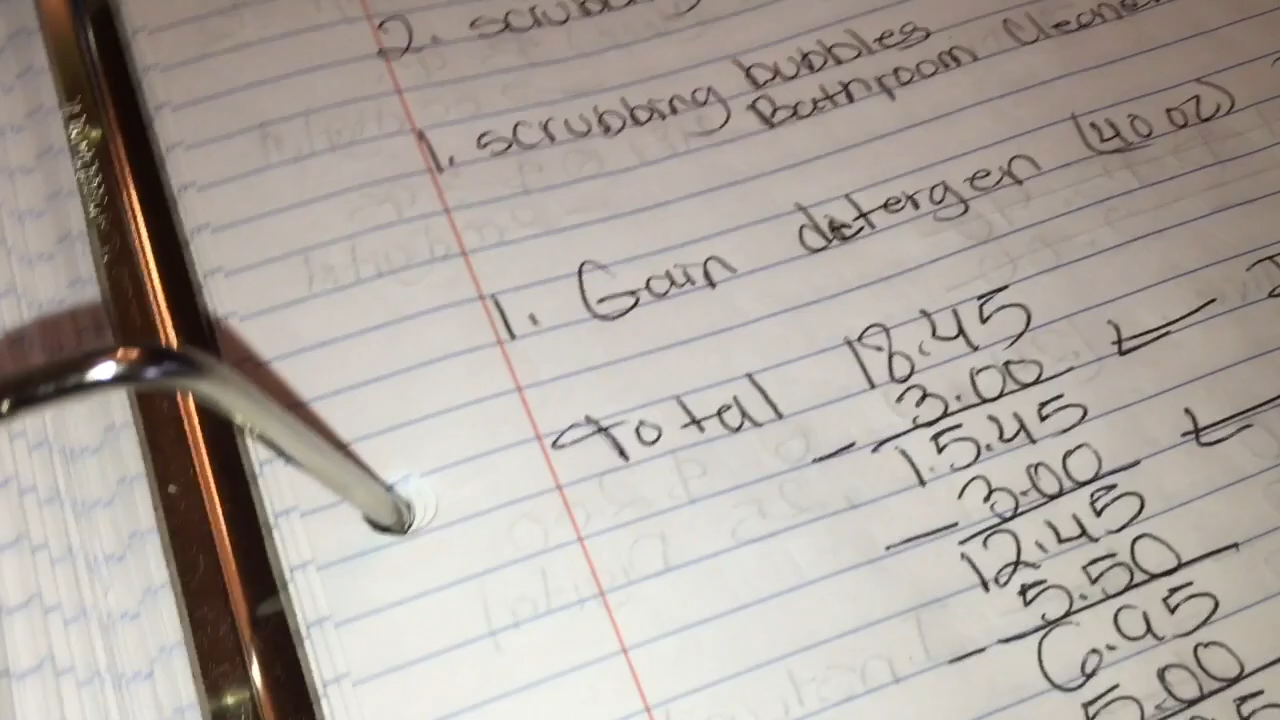 2. scrubbing
1. scrubbing bubbles
Bathroom Cleaner
1. Gain detergen (40 oz)
total 18.45
- 3.00
15.45
- 3.00
12.45
- 5.50
6.95
- 5.00